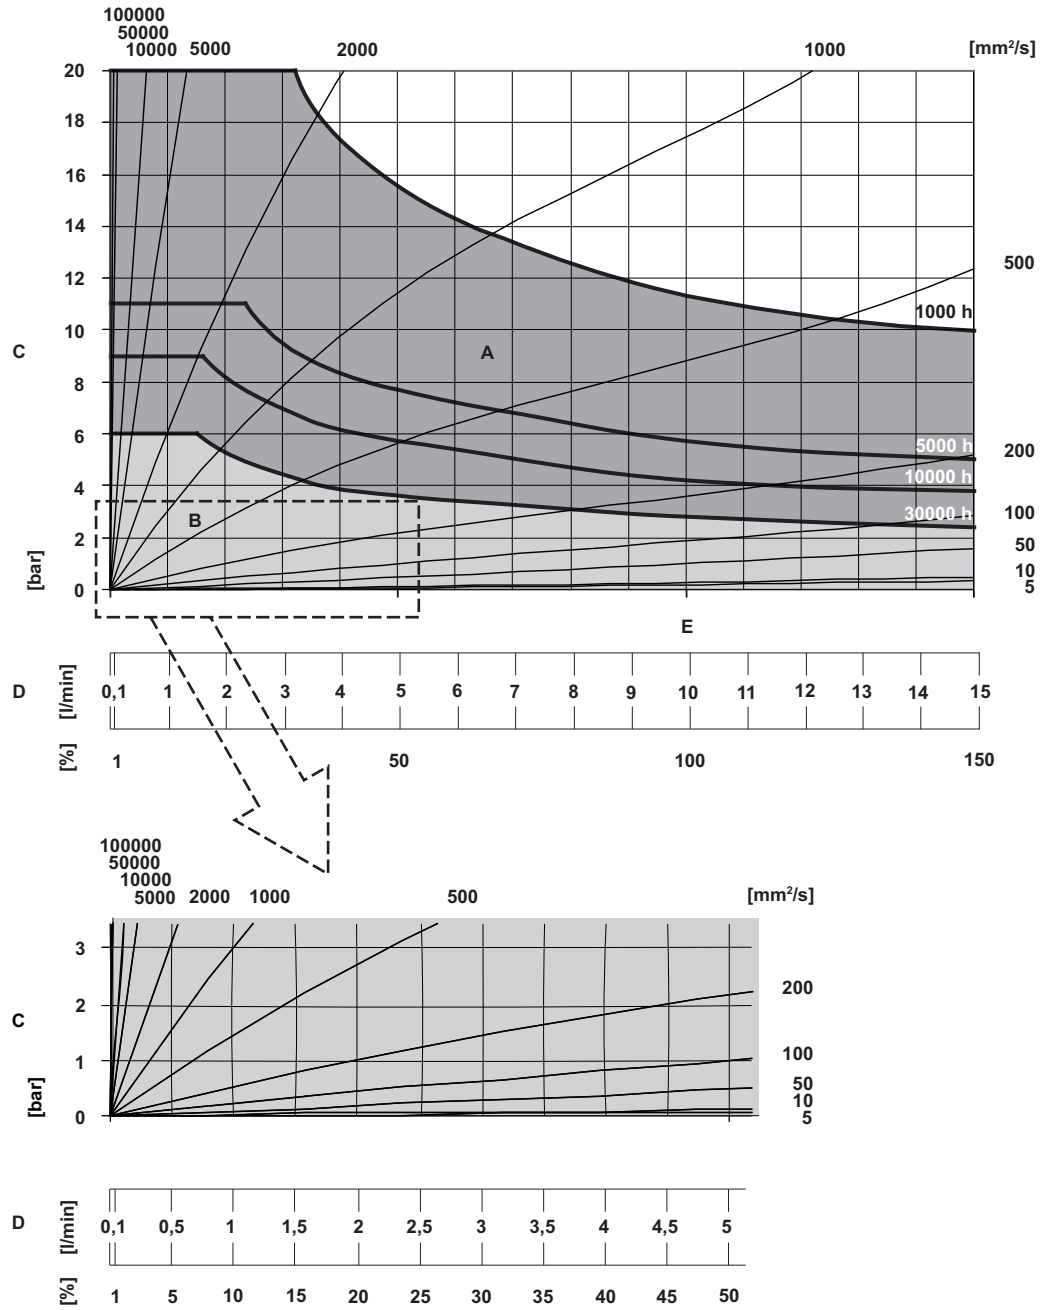 100000
50000
10000 5000 2000 1000 [mm²/s]
20
18
16
14
12
500
1000 h
10
C
A
8
6
5000 h
200
10000 h
4
30000 h
100
B
50
2
10
[bar]
5
0
E
D [l/min] 0,1 1 2 3 4 5 6 7 8 9 10 11 12 13 14 15
[%] 1 50 100 150
100000
50000
10000
5000 2000 1000 500 [mm²/s]
3
200
2
C
100
1
50
10
[bar]
5
0
D [l/min] 0,1 0,5 1 1,5 2 2,5 3 3,5 4 4,5 5
[%] 1 5 10 15 20 25 30 35 40 45 50